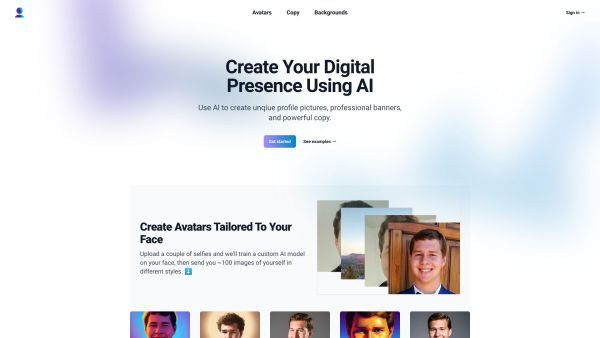 Avatars Copy Backgrounds Sign in →
Create Your Digital
Presence Using AI
Use AI to create unqiue profile pictures, professional banners,
and powerful copy.
Get started See examples →
Create Avatars Tailored To Your
Face
Upload a couple of selfies and we'll train a custom AI model
on your face, then send you ~100 images of yourself in
different styles. ⬇️